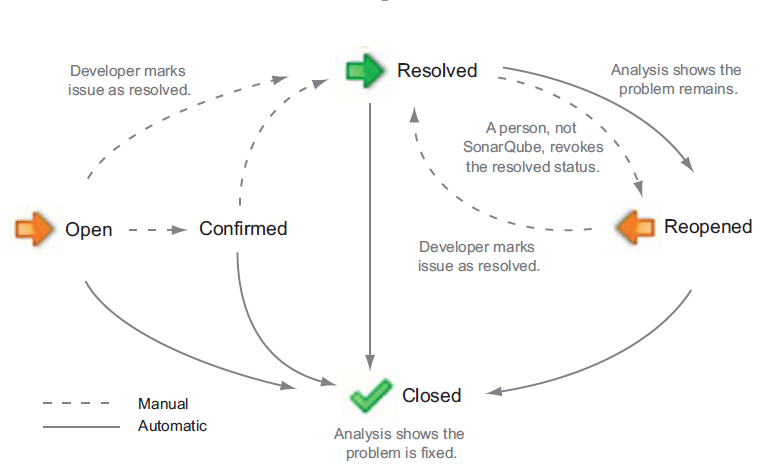 Resolved
Developer marks
issue as resolved.
Analysis shows the
problem remains.
A person, not
SonarQube, revokes
the resolved status.
Open
Confirmed
Reopened
Developer marks
issue as resolved.
Closed
Manual
Automatic
Analysis shows the
problem is fixed.